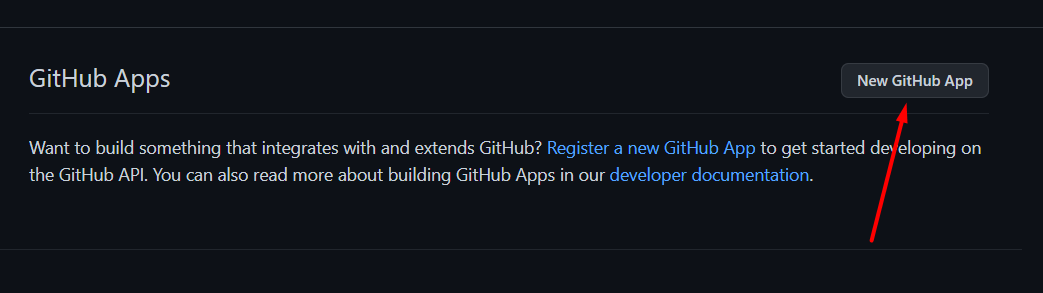 GitHub Apps
New GitHub App
Want to build something that integrates with and extends GitHub? Register a new GitHub App to get started developing on
the GitHub API. You can also read more about building GitHub Apps in our developer documentation.